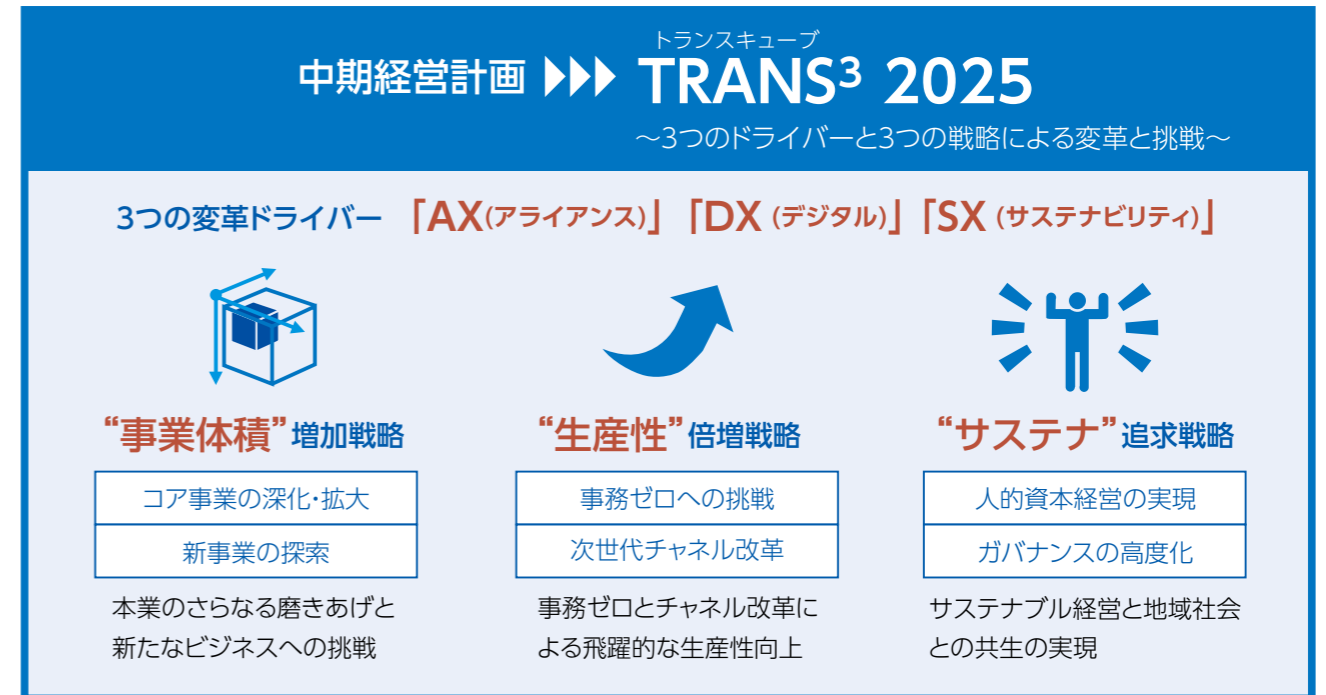 トランスキューブ
中期経営計画 TRANS³ 2025
～3つのドライバーと3つの戦略による変革と挑戦～
3つの変革ドライバー 「AX(アライアンス)」「DX (デジタル)」「SX (サステナビリティ)」
“事業体積”増加戦略
コア事業の深化・拡大
新事業の探索
本業のさらなる磨きあげと
新たなビジネスへの挑戦
“生産性”倍増戦略
事務ゼロへの挑戦
次世代チャネル改革
事務ゼロとチャネル改革に
よる飛躍的な生産性向上
“サステナ”追求戦略
人的資本経営の実現
ガバナンスの高度化
サステナブル経営と地域社会
との共生の実現